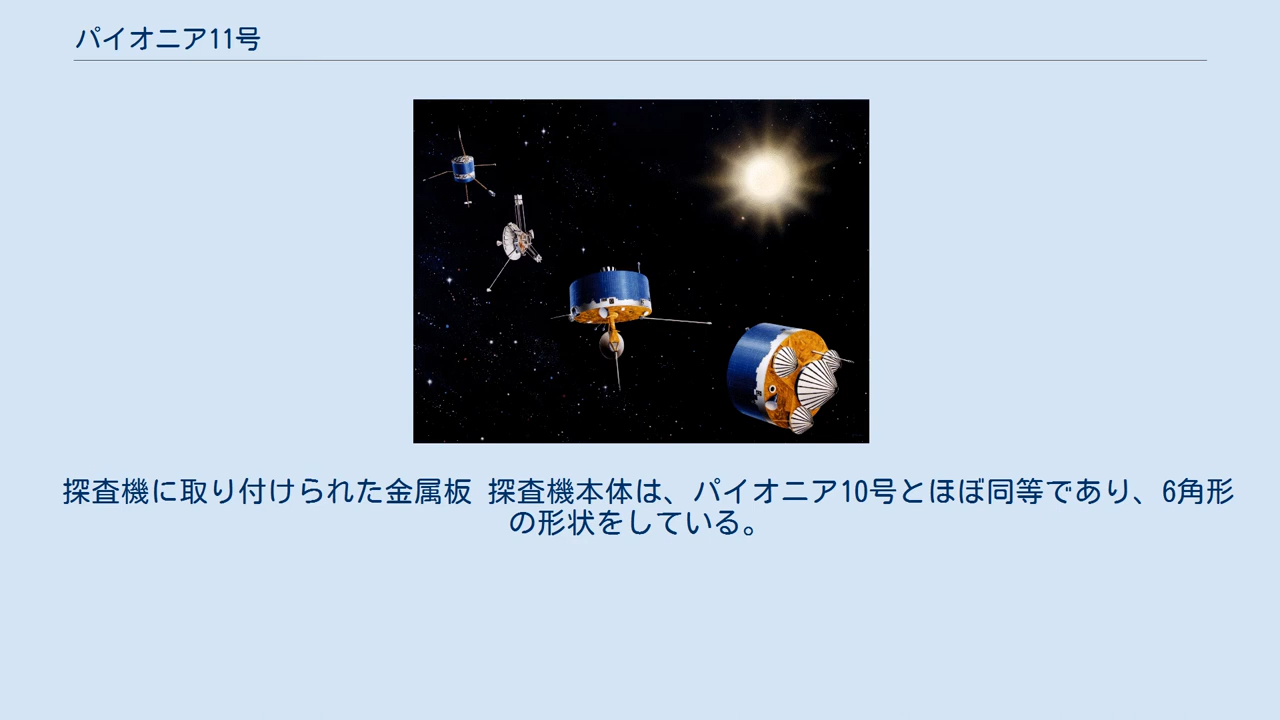 パイオニア11号
探査機に取り付けられた金属板 探査機本体は、パイオニア10号とほぼ同等であり、6角形
の形状をしている。